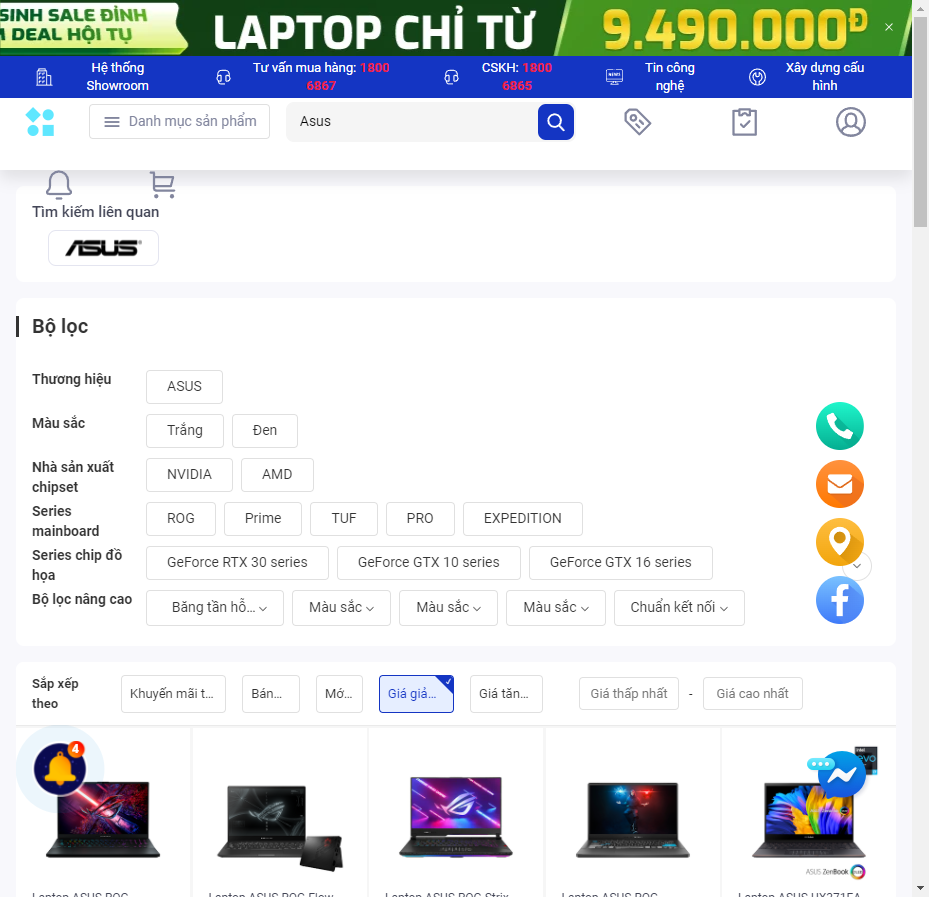 SINH SALE ĐỈNH
DEAL HỘI TỤ
LAPTOP CHỈ TỪ
9.490.000Đ
Hệ thống
Showroom
Tư vấn mua hàng: 1800
6867
CSKH: 1800
6865
NEWS
Tin công
nghệ
Xây dựng cấu
hình
Danh mục sản phẩm
Asus
Tìm kiếm liên quan
ASUS
Bộ lọc
Thương hiệu
ASUS
Màu sắc
Trắng
Đen
Nhà sản xuất
chipset
NVIDIA
AMD
Series
mainboard
ROG
Prime
TUF
PRO
EXPEDITION
Series chip đồ
họa
GeForce RTX 30 series
GeForce GTX 10 series
GeForce GTX 16 series
Bộ lọc nâng cao
Băng tần hỗ...
Màu sắc
Màu sắc
Màu sắc
Chuẩn kết nối
Sắp xếp
theo
Khuyến mãi t...
Bán...
Mớ...
Giá giả...
Giá tăn...
Giá thấp nhất
-
Giá cao nhất
4
ASUS ZenBook
Laptop ASUS ROG
Laptop ASUS ROG Flow
Laptop ASUS ROG Strix
Laptop ASUS ROG
Laptop ASUS UX371EA